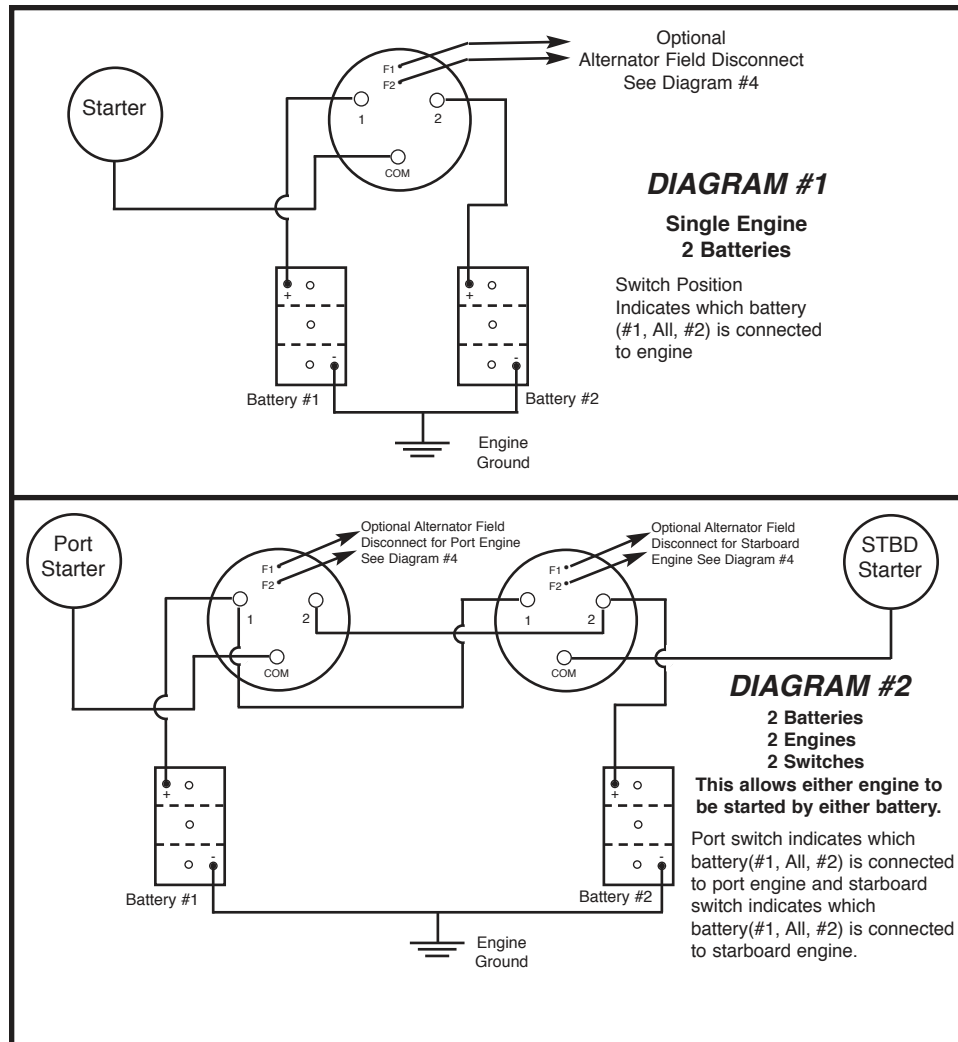 Optional
Alternator Field Disconnect
See Diagram #4
Starter
F1
F2
1
2
COM
DIAGRAM #1
Single Engine
2 Batteries
Switch Position
Indicates which battery
(#1, All, #2) is connected
to engine
+
+
-
-
Battery #1
Battery #2
Engine
Ground
Port
Starter
Optional Alternator Field
Disconnect for Port Engine
See Diagram #4
F1
F2
1
2
COM
Optional Alternator Field
Disconnect for Starboard
Engine See Diagram #4
F1
F2
1
2
COM
STBD
Starter
DIAGRAM #2
2 Batteries
2 Engines
2 Switches
This allows either engine to
be started by either battery.
Port switch indicates which
battery(#1, All, #2) is connected
to port engine and starboard
switch indicates which
battery(#1, All, #2) is connected
to starboard engine.
+
+
-
-
Battery #1
Battery #2
Engine
Ground